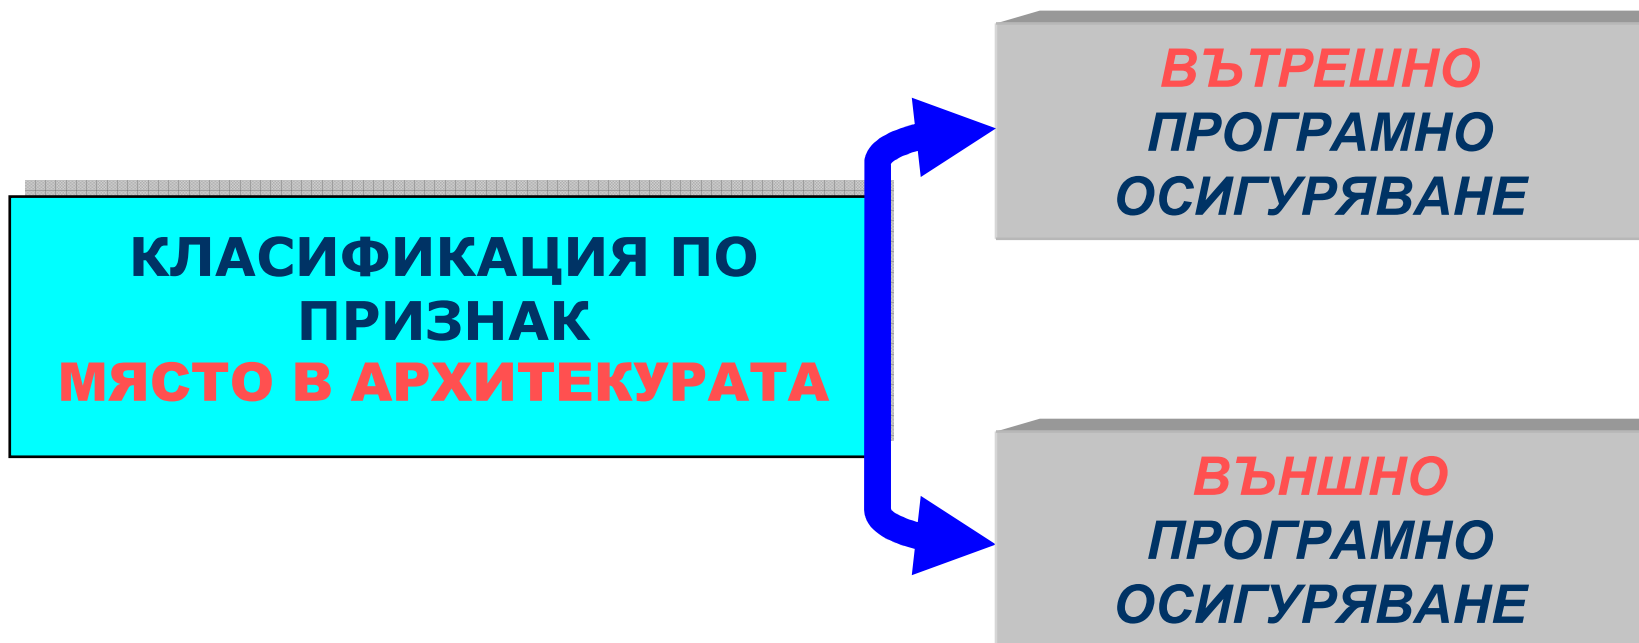 КЛАСИФИКАЦИЯ ПО
ПРИЗНАК
МЯСТО В АРХИТЕКУРАТА
ВЪТРЕШНО
ПРОГРАМНО
ОСИГУРЯВАНЕ
ВЪНШНО
ПРОГРАМНО
ОСИГУРЯВАНЕ